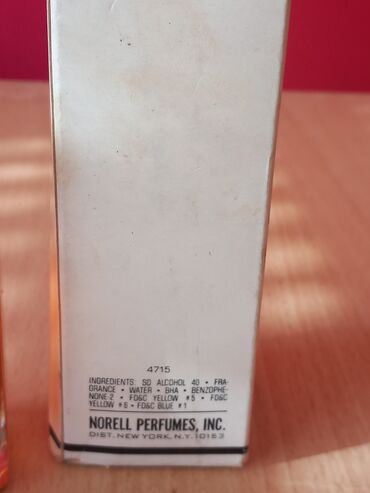 4715
INGREDIENTS: SD ALCOHOL 40 • FRA-
GRANCE • WATER • BHA • BENZOPHE-
NONE-2 • FD&C YELLOW #5 • FD&C
YELLOW #6 • FD&C BLUE #1
NORELL PERFUMES, INC.
DIST. NEW YORK, N.Y. 10153